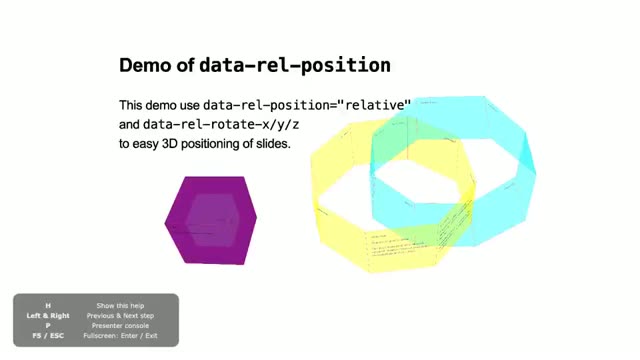 Demo of data-rel-position
This demo use data-rel-position="relative"
and data-rel-rotate-x/y/z
to easy 3D positioning of slides.
H Show this help
Left & Right Previous & Next step
P Presenter console
F5 / ESC Fullscreen: Enter / Exit